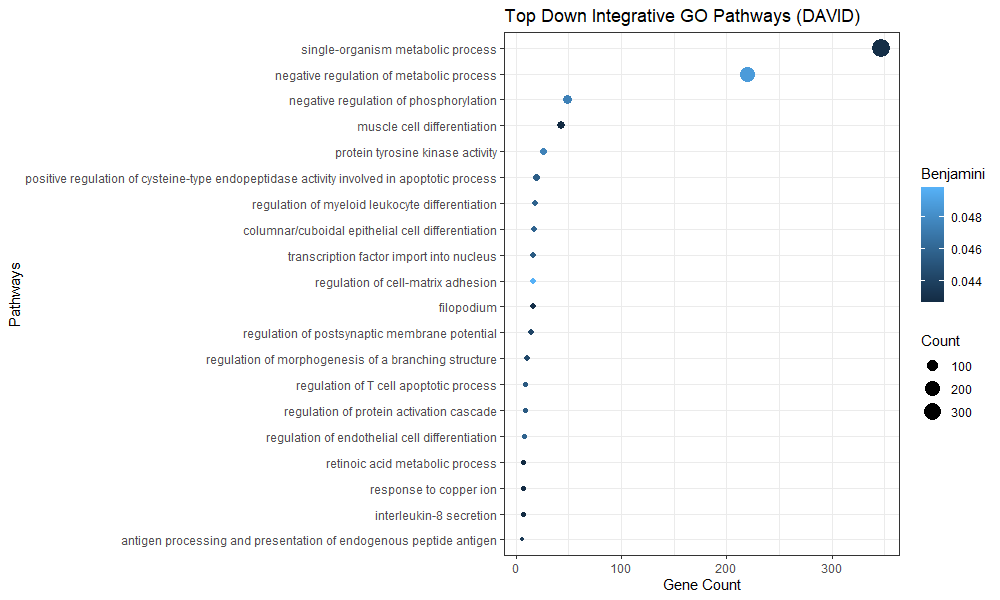 Top Down Integrative GO Pathways (DAVID)
single-organism metabolic process
negative regulation of metabolic process
negative regulation of phosphorylation
muscle cell differentiation
protein tyrosine kinase activity
positive regulation of cysteine-type endopeptidase activity involved in apoptotic process
regulation of myeloid leukocyte differentiation
columnar/cuboidal epithelial cell differentiation
transcription factor import into nucleus
regulation of cell-matrix adhesion
filopodium
regulation of postsynaptic membrane potential
regulation of morphogenesis of a branching structure
regulation of T cell apoptotic process
regulation of protein activation cascade
regulation of endothelial cell differentiation
retinoic acid metabolic process
response to copper ion
interleukin-8 secretion
antigen processing and presentation of endogenous peptide antigen
Pathways
0 100 200 300
Gene Count
Benjamini
0.048
0.046
0.044
Count
100
200
300